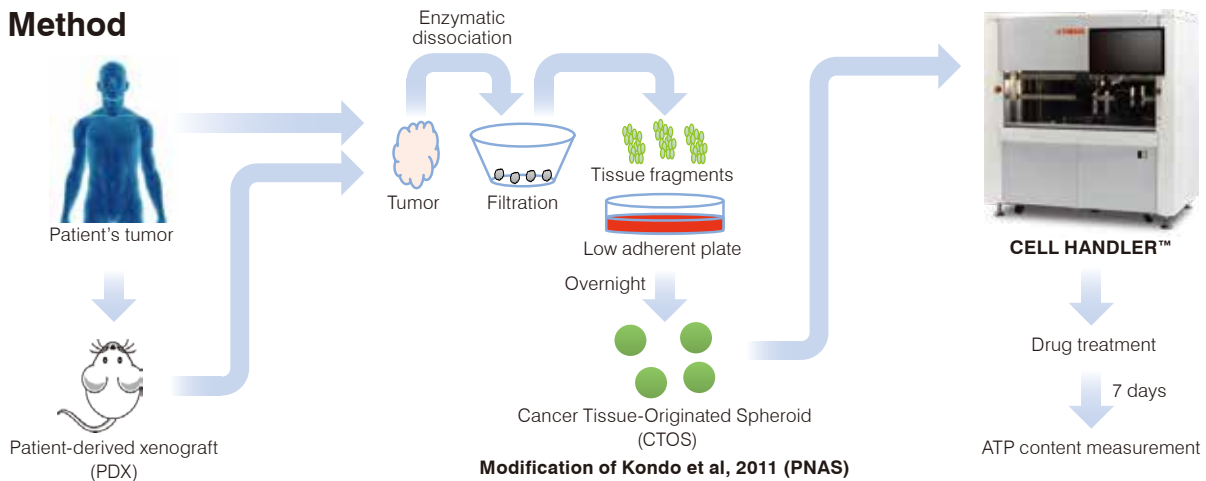 Method
Patient's tumor
Patient-derived xenograft
(PDX)
Enzymatic
dissociation
Tumor
Filtration
Tissue fragments
Low adherent plate
Overnight
Cancer Tissue-Originated Spheroid
(CTOS)
Modification of Kondo et al, 2011 (PNAS)
CELL HANDLER™
Drug treatment
7 days
ATP content measurement